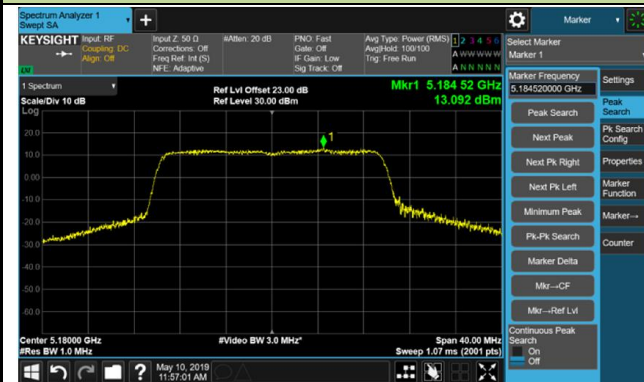 Spectrum Analyzer 1
Swept SA
+
Marker
KEYSIGHT
Input: RF
Coupling: DC
Align: Off
Input Z: 50 Ω
Corrections: Off
Freq Ref: Int (S)
NFE: Adaptive
#Atten: 20 dB
PNO: Fast
Gate: Off
IF Gain: Low
Sig Track: Off
Avg Type: Power (RMS)
Avg|Hold: 100/100
Trig: Free Run
1 2 3 4 5 6
A W W W W W
A N N N N N
Select Marker
Marker 1
1 Spectrum
Scale/Div 10 dB
Log
Ref Lvl Offset 23.00 dB
Ref Level 30.00 dBm
Mkr1 5.184 52 GHz
13.092 dBm
1
20.0
10.0
0.00
-10.0
-20.0
-30.0
-40.0
-50.0
-60.0
Center 5.18000 GHz
#Res BW 1.0 MHz
#Video BW 3.0 MHz*
Span 40.00 MHz
Sweep 1.07 ms (2001 pts)
Marker Frequency
5.184520000 GHz
Peak Search
Next Peak
Next Pk Right
Next Pk Left
Minimum Peak
Pk-Pk Search
Marker Delta
Mkr→CF
Mkr→Ref Lvl
Continuous Peak
Search
On
Off
Settings
Peak
Search
Pk Search
Config
Properties
Marker
Function
Marker→
Counter
?
May 10, 2019
11:57:01 AM